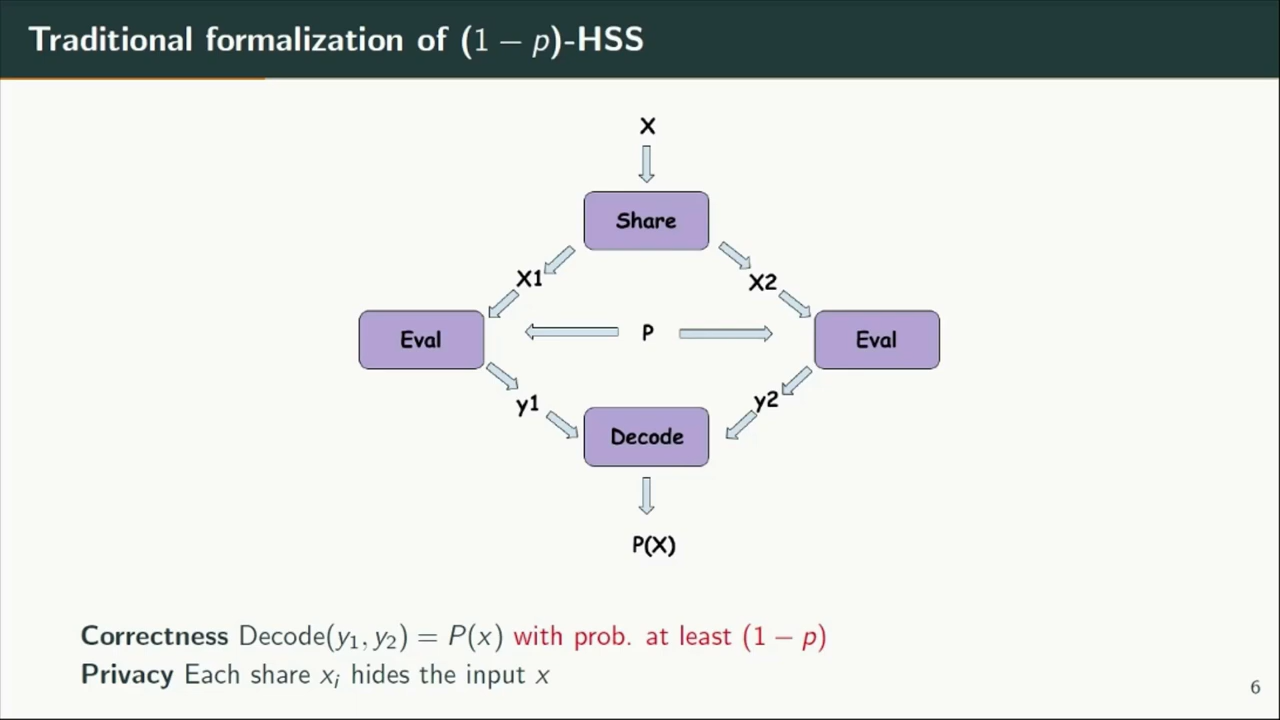 Traditional formalization of (1 − p)-HSS
X
Share
X1
X2
Eval
P
Eval
y1
y2
Decode
P(X)
Correctness Decode(y₁, y₂) = P(x) with prob. at least (1 − p)
Privacy Each share xᵢ hides the input x
6